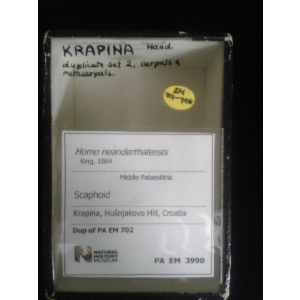 KRAPINA Hand.
duplicate set 2, carpals &
metacarpals.
EM
Homo neanderthalensis
King, 1864
Middle Palaeolithic
Scaphoid
Krapina, Hušnjakovo Hill, Croatia
Dup of PA EM 702
NATURAL
HISTORY
MUSEUM
PA EM 3990